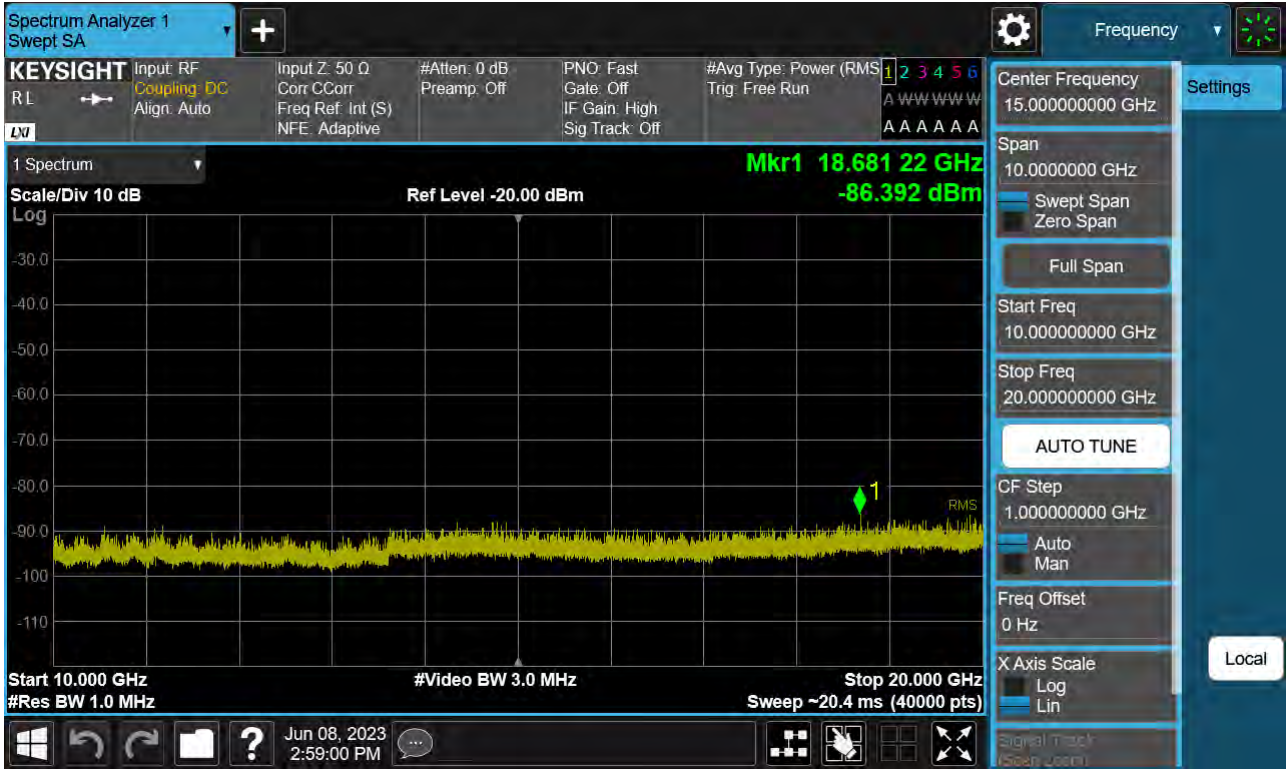 Spectrum Analyzer 1
Swept SA
Frequency
KEYSIGHT
R L
LXI
Input: RF
Coupling: DC
Align: Auto
Input Z: 50 Ω
Corr CCorr
Freq Ref: Int (S)
NFE: Adaptive
#Atten: 0 dB
Preamp: Off
PNO: Fast
Gate: Off
IF Gain: High
Sig Track: Off
#Avg Type: Power (RMS
Trig: Free Run
1 2 3 4 5 6
A W W W W W
A A A A A A
1 Spectrum
Mkr1 18.681 22 GHz
Scale/Div 10 dB
Ref Level -20.00 dBm
-86.392 dBm
Log
-30.0
-40.0
-50.0
-60.0
-70.0
-80.0
-90.0
-100
-110
1
RMS
Start 10.000 GHz
#Video BW 3.0 MHz
Stop 20.000 GHz
#Res BW 1.0 MHz
Sweep ~20.4 ms (40000 pts)
Center Frequency
15.000000000 GHz
Settings
Span
10.0000000 GHz
Swept Span
Zero Span
Full Span
Start Freq
10.000000000 GHz
Stop Freq
20.000000000 GHz
AUTO TUNE
CF Step
1.000000000 GHz
Auto
Man
Freq Offset
0 Hz
X Axis Scale
Log
Lin
Local
Signal Track
(Span Zoom)
?
Jun 08, 2023
2:59:00 PM